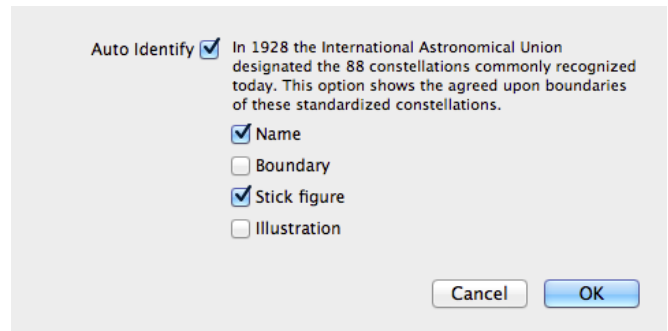 Auto Identify In 1928 the International Astronomical Union
designated the 88 constellations commonly recognized
today. This option shows the agreed upon boundaries
of these standardized constellations.
Name
Boundary
Stick figure
Illustration
Cancel OK